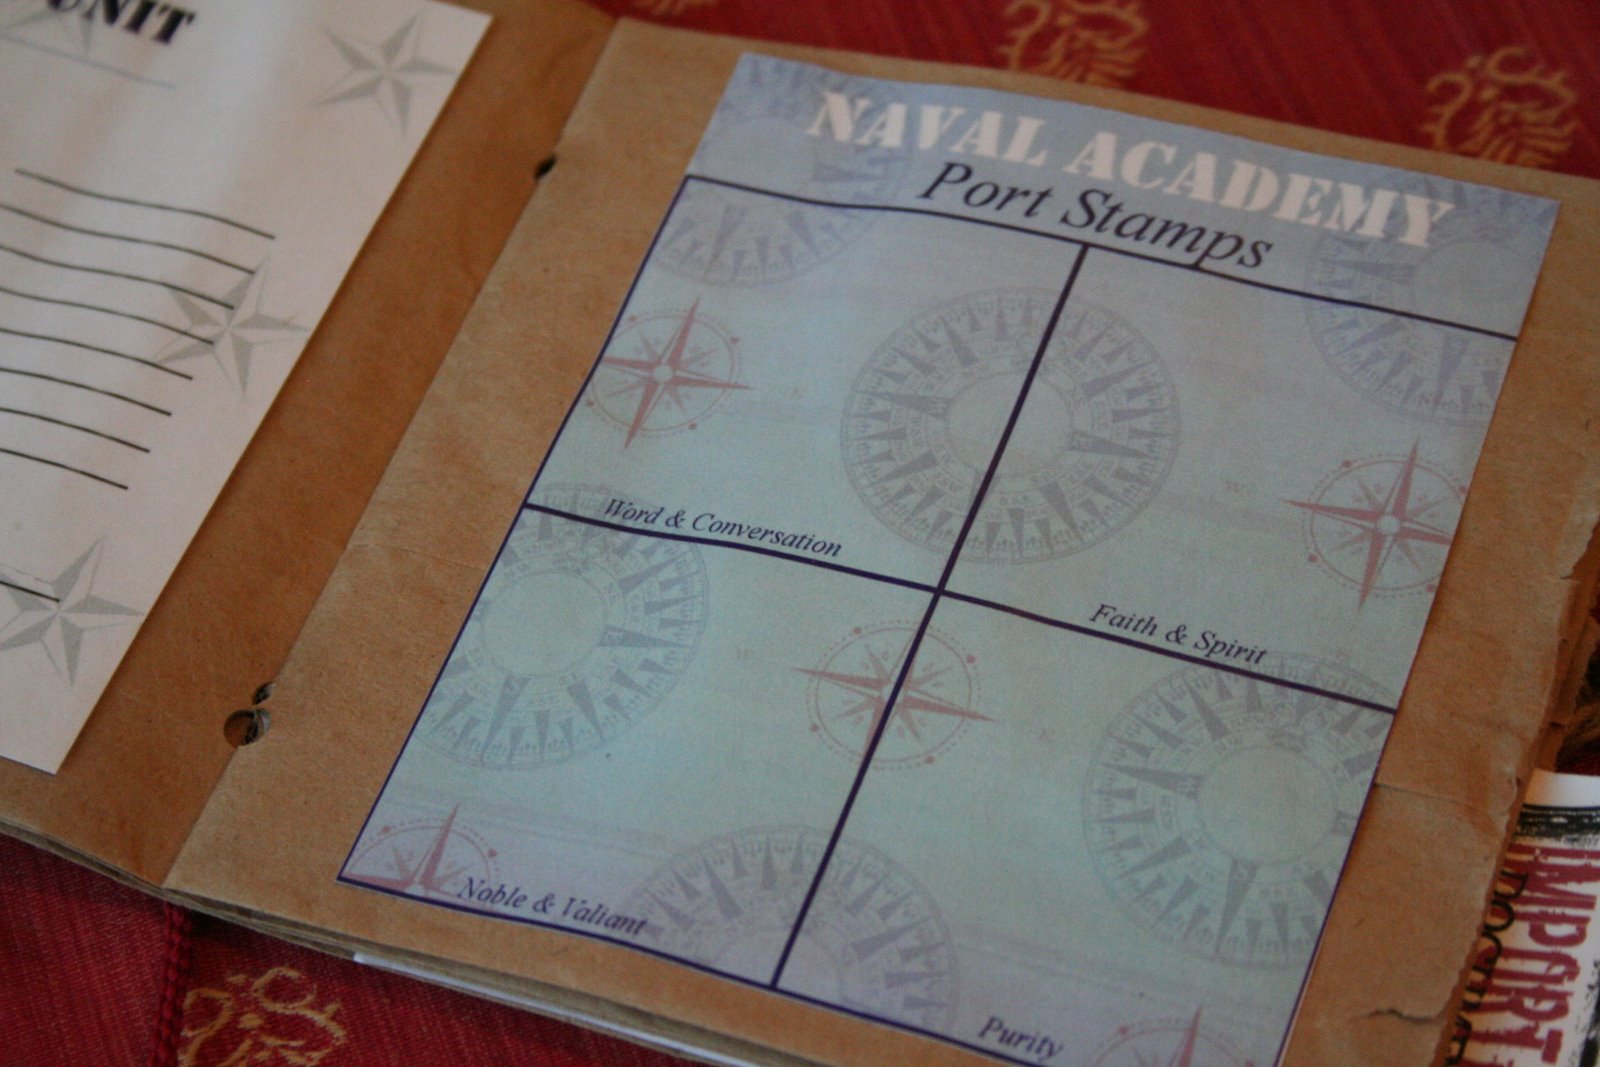 UNIT
NAVAL ACADEMY
Port Stamps
Word & Conversation
Faith & Spirit
Noble & Valiant
Purity
IMPORT